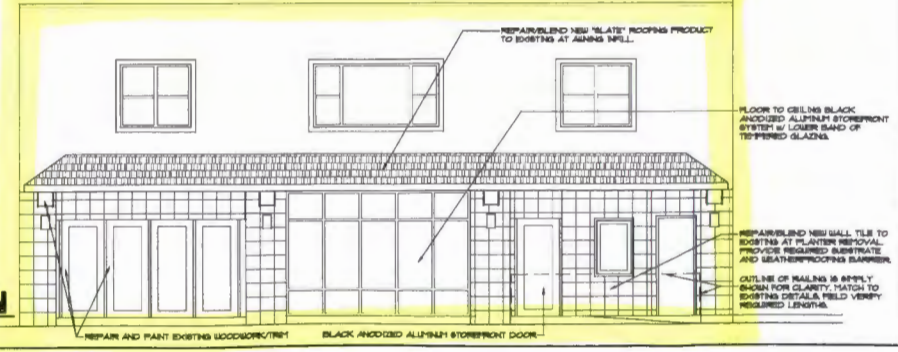 REPAIR/BLEND NEW "SLATE" ROOFING PRODUCT
TO EXISTING AT AWNING INFILL.
FLOOR TO CEILING BLACK
ANODIZED ALUMINUM STOREFRONT
SYSTEM W/ LOWER BAND OF
TEMPERED GLAZING.
REPAIR/BLEND NEW WALL TILE TO
EXISTING AT PLANTER REMOVAL.
PROVIDE REQUIRED SUBSTRATE
AND WEATHERPROOFING BARRIER.
OUTLINE OF RAILING IS SIMPLY
SHOWN FOR CLARITY. MATCH TO
EXISTING DETAILS, FIELD VERIFY
REQUIRED LENGTHS.
REPAIR AND PAINT EXISTING WOODWORK/TRIM
BLACK ANODIZED ALUMINUM STOREFRONT DOOR